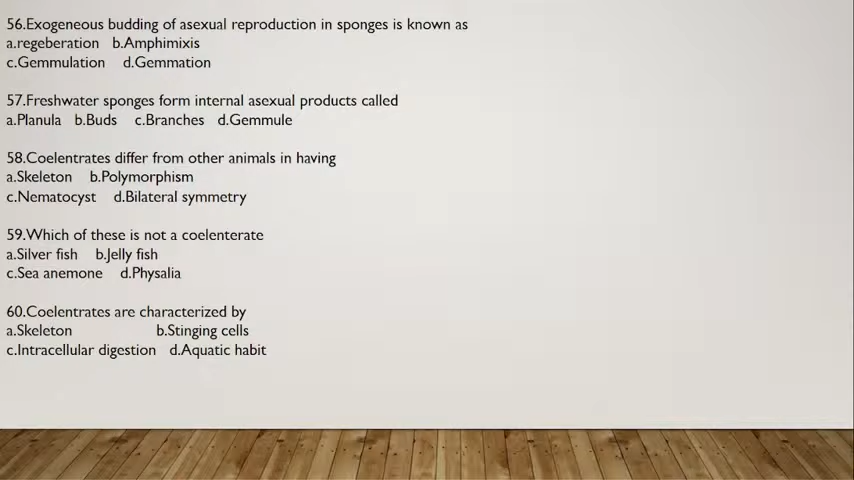 56.Exogeneous budding of asexual reproduction in sponges is known as
a.regeberation b.Amphimixis
c.Gemmulation d.Gemmation
57.Freshwater sponges form internal asexual products called
a.Planula b.Buds c.Branches d.Gemmule
58.Coelentrates differ from other animals in having
a.Skeleton b.Polymorphism
c.Nematocyst d.Bilateral symmetry
59.Which of these is not a coelenterate
a.Silver fish b.Jelly fish
c.Sea anemone d.Physalia
60.Coelentrates are characterized by
a.Skeleton b.Stinging cells
c.Intracellular digestion d.Aquatic habit